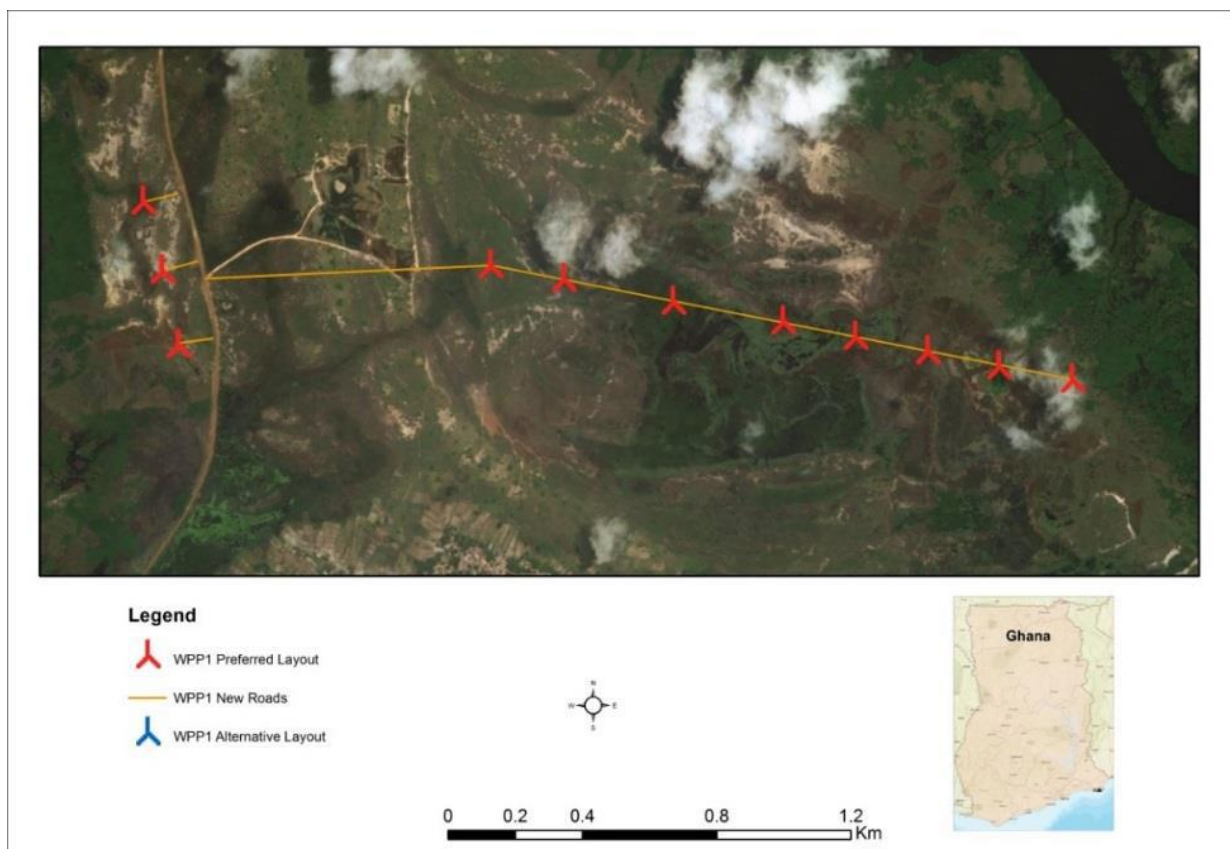 Legend
WPP1 Preferred Layout
WPP1 New Roads
WPP1 Alternative Layout
N
W E
S
0 0.2 0.4 0.8 1.2
Km
Ghana